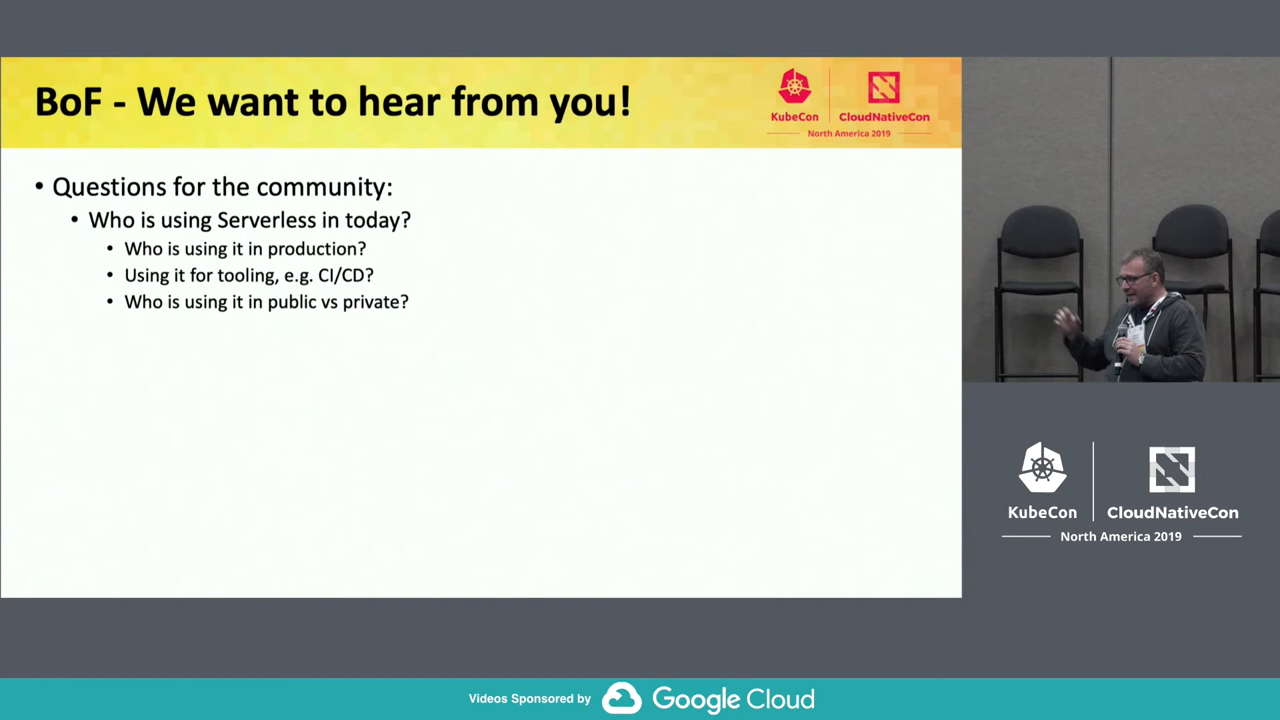 BoF - We want to hear from you!
KubeCon
CloudNativeCon
North America 2019
• Questions for the community:
• Who is using Serverless in today?
• Who is using it in production?
• Using it for tooling, e.g. CI/CD?
• Who is using it in public vs private?
KubeCon
CloudNativeCon
North America 2019
Videos Sponsored by
Google Cloud